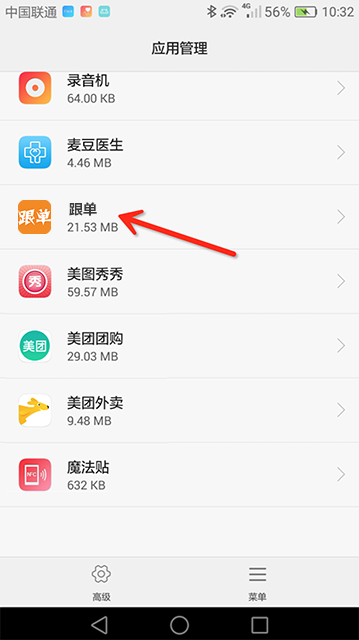 中国联通
4G
56%
10:32
应用管理
录音机
64.00 KB
麦豆医生
4.46 MB
跟单
跟单
21.53 MB
秀
美图秀秀
59.57 MB
美团
美团团购
29.03 MB
美团外卖
9.48 MB
NFC
魔法贴
632 KB
高级
菜单